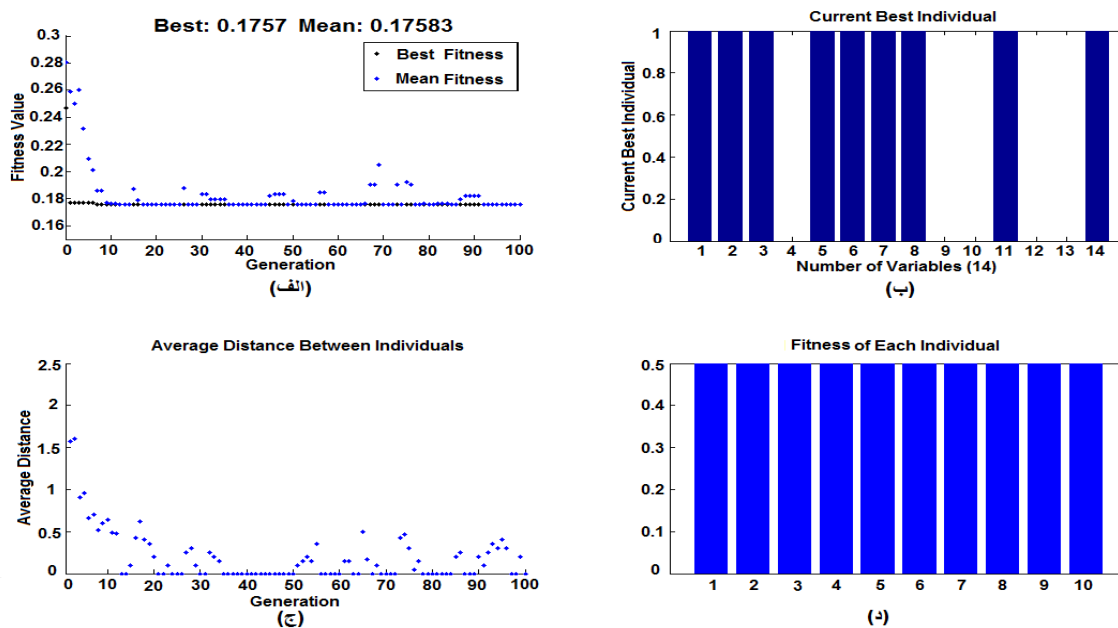 Best: 0.1757 Mean: 0.17583
0.3
0.28
0.26
0.24
0.22
0.2
0.18
0.16
Fitness Value
Best Fitness
Mean Fitness
0 10 20 30 40 50 60 70 80 90 100
Generation
(الف)
Current Best Individual
1
0.8
0.6
0.4
0.2
0
Current Best Individual
1 2 3 4 5 6 7 8 9 10 11 12 13 14
Number of Variables (14)
(ب)
Average Distance Between Individuals
2.5
2
1.5
1
0.5
0
Average Distance
0 10 20 30 40 50 60 70 80 90 100
Generation
(ج)
Fitness of Each Individual
0.5
0.4
0.3
0.2
0.1
0
1 2 3 4 5 6 7 8 9 10
(د)